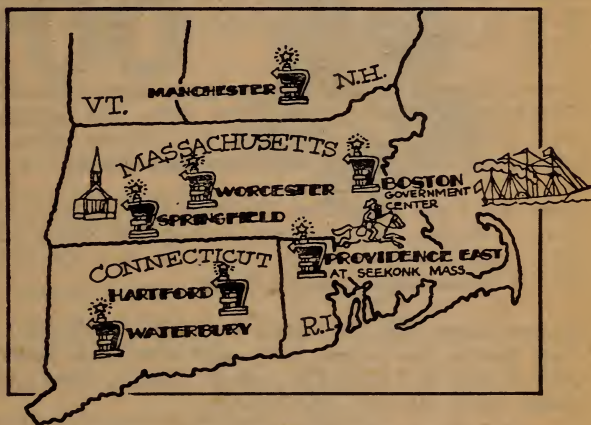 VT.
MANCHESTER
N.H.
MASSACHUSETTS
WORCESTER
BOSTON
GOVERNMENT
CENTER
SPRINGFIELD
PROVIDENCE EAST
AT SEEKONK MASS.
CONNECTICUT
HARTFORD
WATERBURY
R.I.